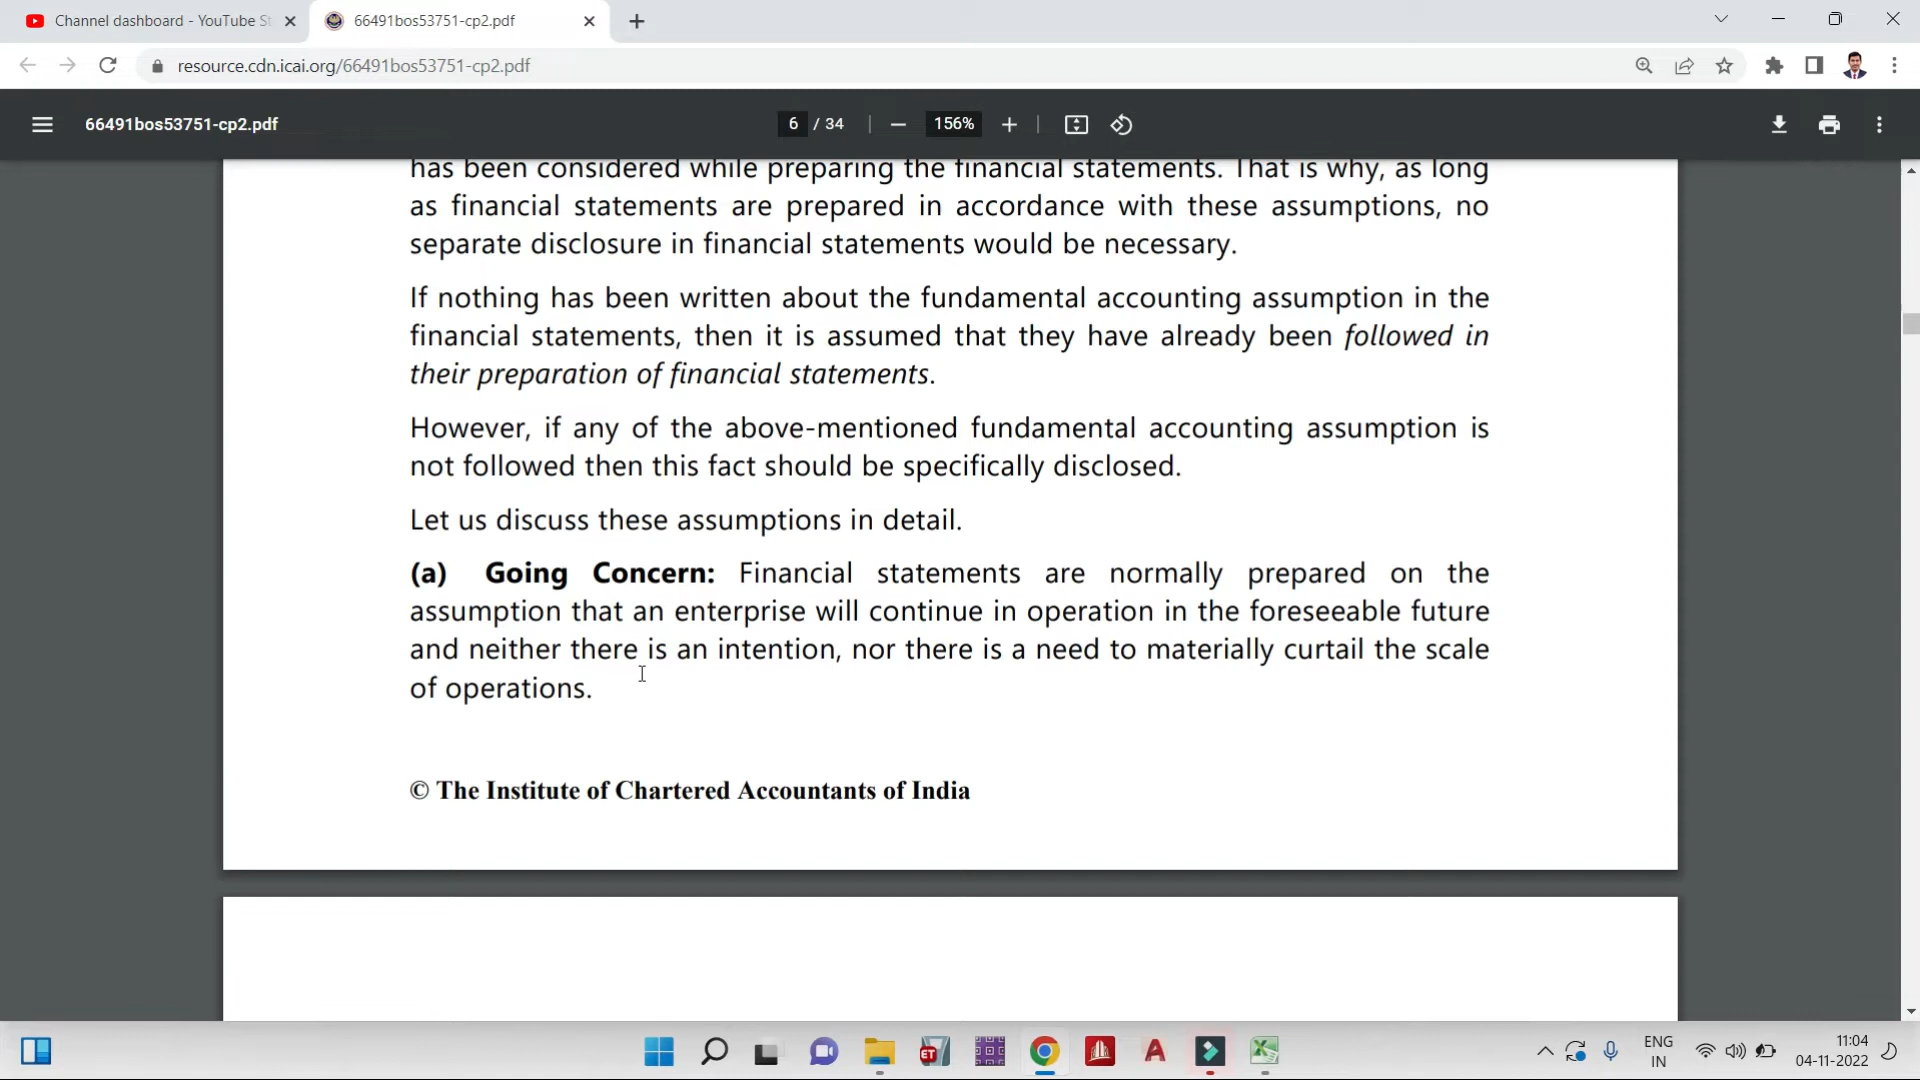 Channel dashboard - YouTube St
66491bos53751-cp2.pdf
resource.cdn.icai.org/66491bos53751-cp2.pdf
66491bos53751-cp2.pdf
6 / 34
156%
has been considered while preparing the financial statements. That is why, as long
as financial statements are prepared in accordance with these assumptions, no
separate disclosure in financial statements would be necessary.
If nothing has been written about the fundamental accounting assumption in the
financial statements, then it is assumed that they have already been followed in
their preparation of financial statements.
However, if any of the above-mentioned fundamental accounting assumption is
not followed then this fact should be specifically disclosed.
Let us discuss these assumptions in detail.
(a) Going Concern: Financial statements are normally prepared on the
assumption that an enterprise will continue in operation in the foreseeable future
and neither there is an intention, nor there is a need to materially curtail the scale
of operations.
© The Institute of Chartered Accountants of India
ET
A
ENG
IN
11:04
04-11-2022